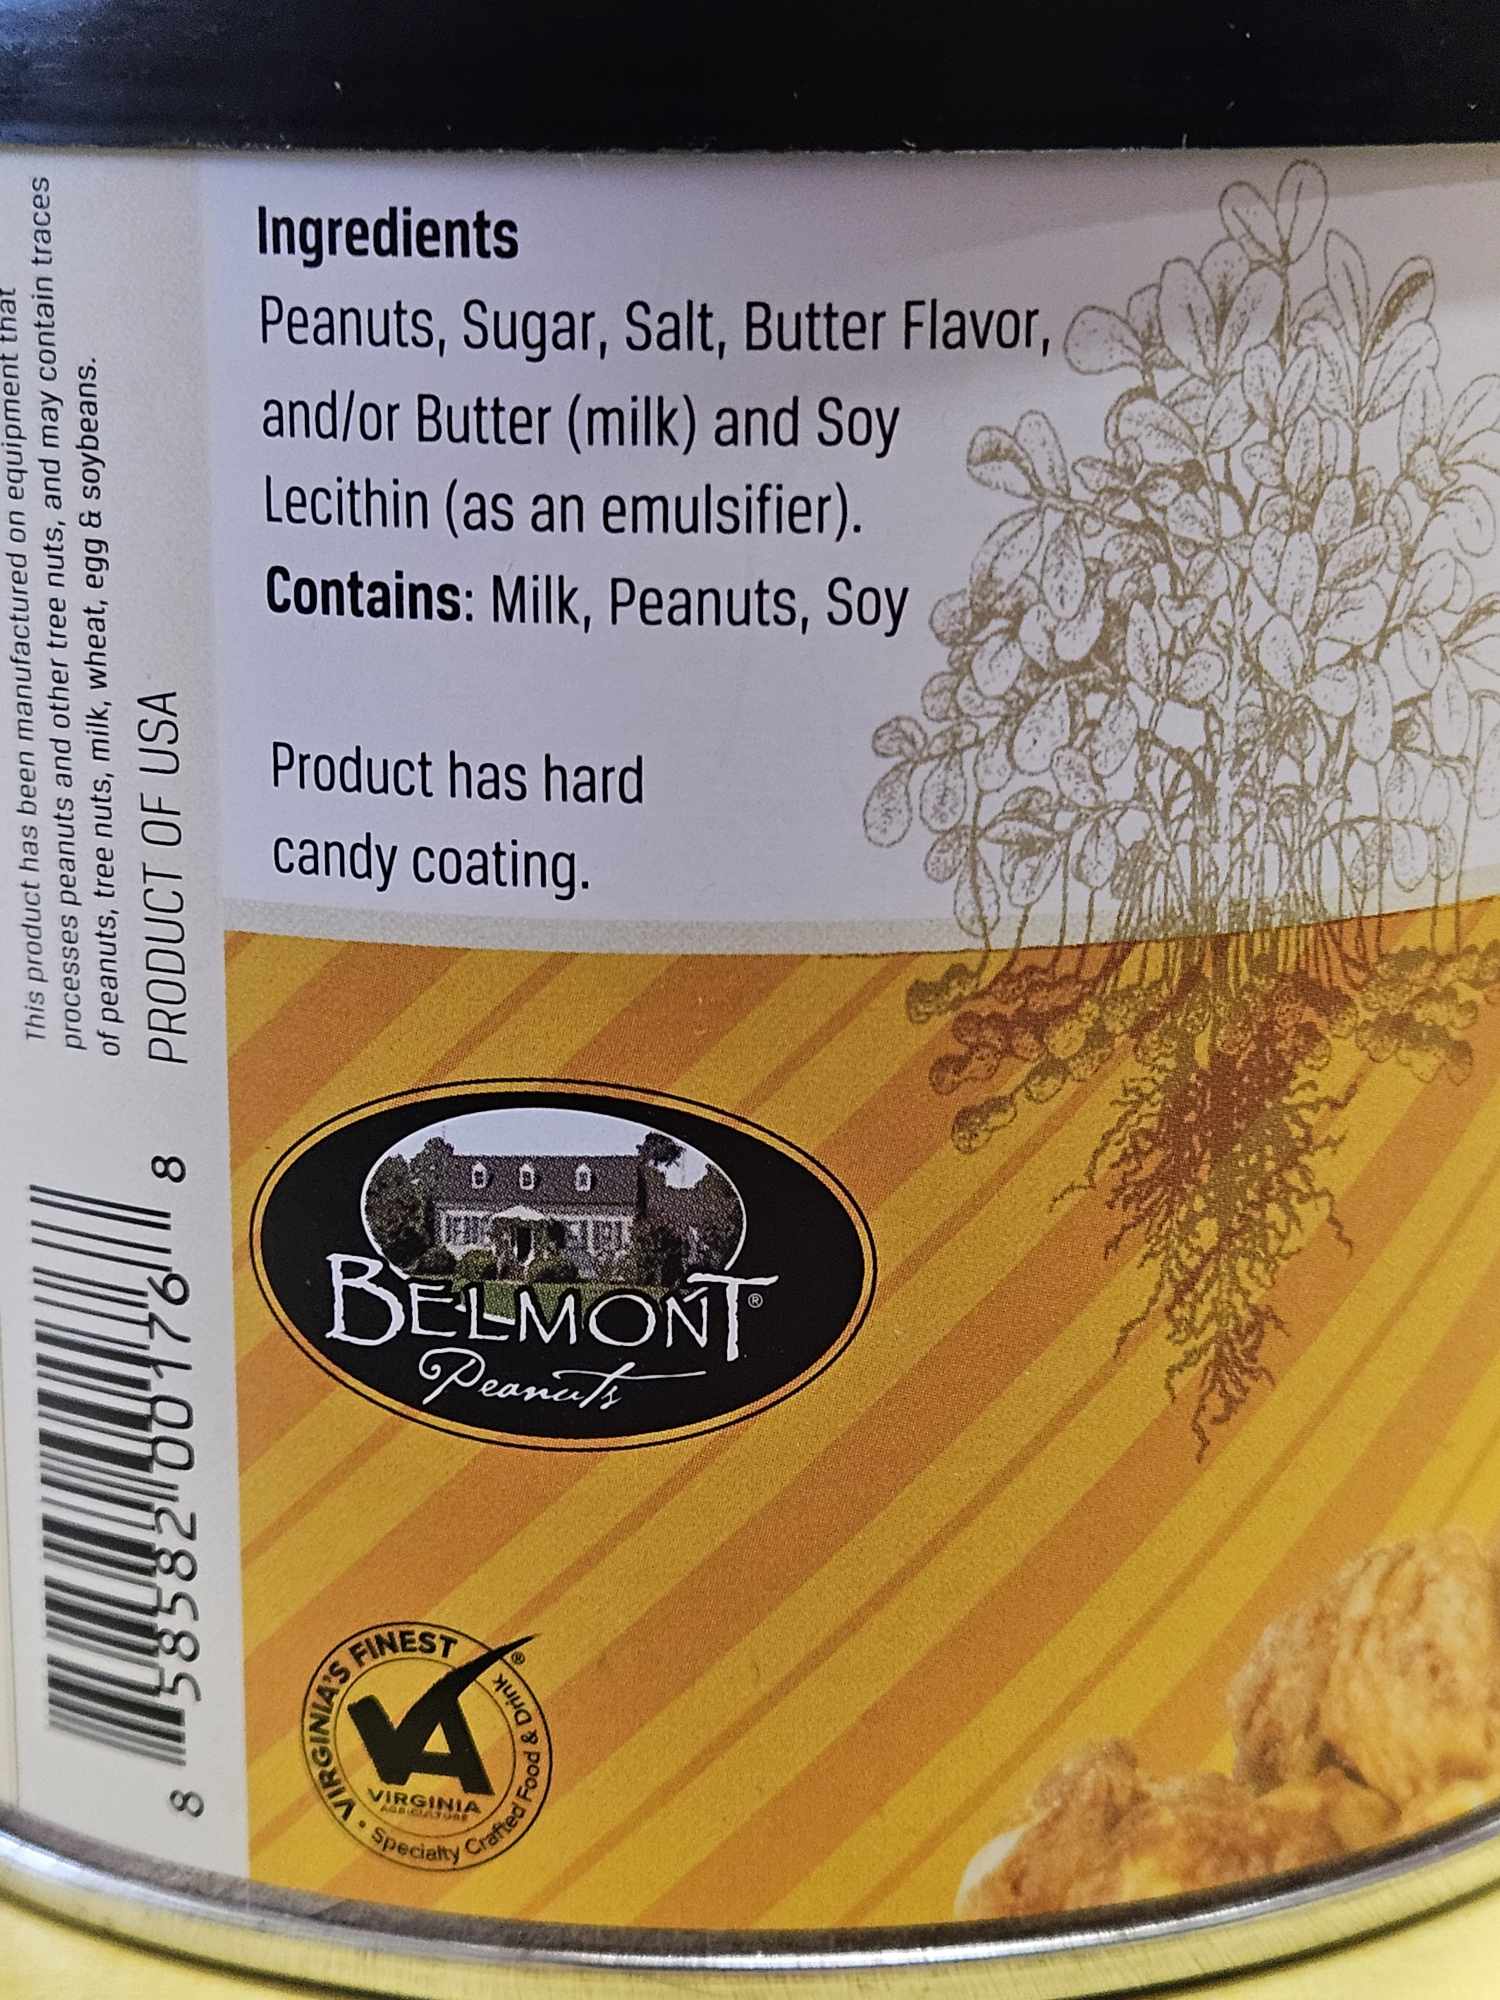 This product has been manufactured on equipment that
processes peanuts and other tree nuts, and may contain traces
of peanuts, tree nuts, milk, wheat, egg & soybeans.
PRODUCT OF USA
8 58582 00176 8
Ingredients
Peanuts, Sugar, Salt, Butter Flavor,
and/or Butter (milk) and Soy
Lecithin (as an emulsifier).
Contains: Milk, Peanuts, Soy
Product has hard
candy coating.
BELMONT®
Peanuts
VIRGINIA'S FINEST®
VA
VIRGINIA
AGRICULTURE
• Specialty Crafted Food & Drink